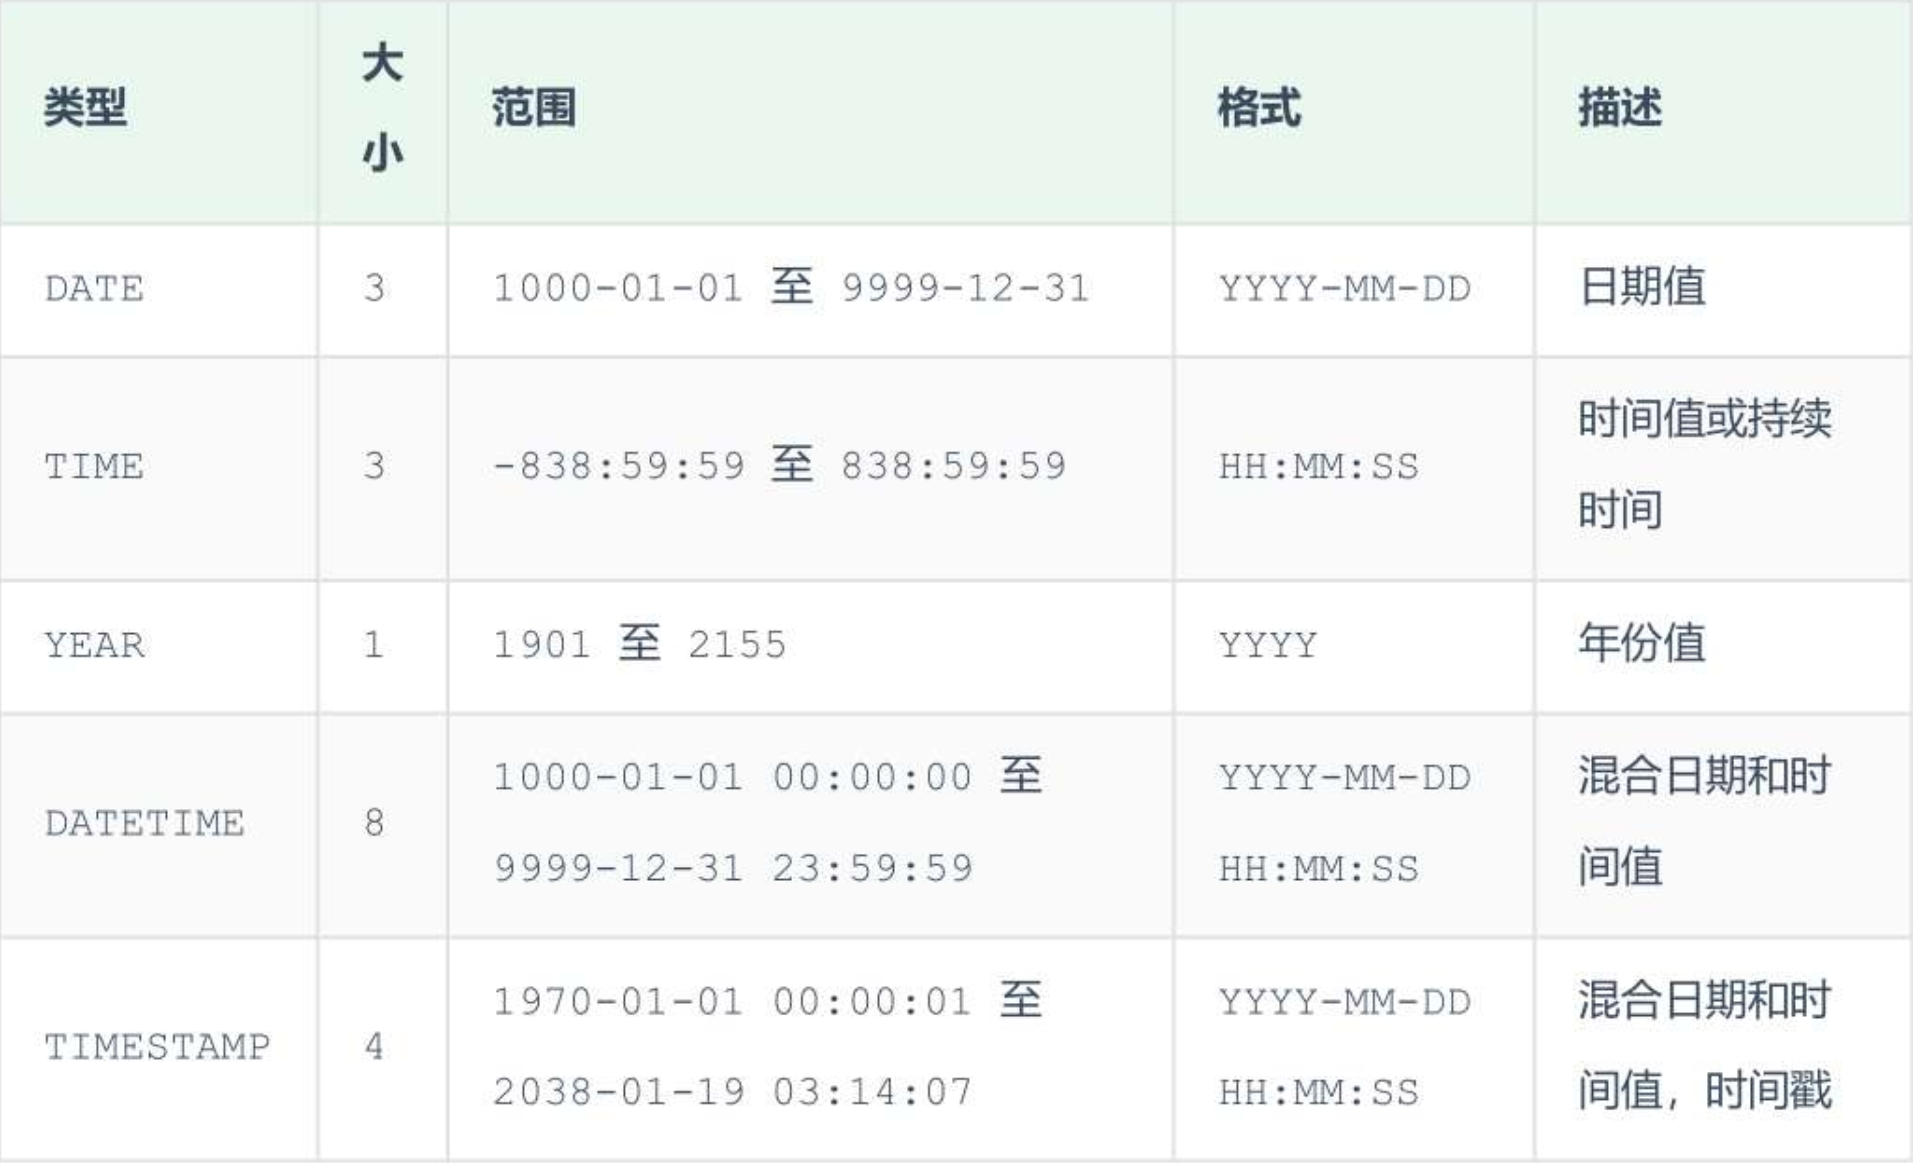 类型 大小 范围 格式 描述
DATE 3 1000-01-01 至 9999-12-31 YYYY-MM-DD 日期值
TIME 3 -838:59:59 至 838:59:59 HH:MM:SS 时间值或持续
时间
YEAR 1 1901 至 2155 YYYY 年份值
DATETIME 8 1000-01-01 00:00:00 至 YYYY-MM-DD 混合日期和时
9999-12-31 23:59:59 HH:MM:SS 间值
TIMESTAMP 4 1970-01-01 00:00:01 至 YYYY-MM-DD 混合日期和时
2038-01-19 03:14:07 HH:MM:SS 间值，时间戳